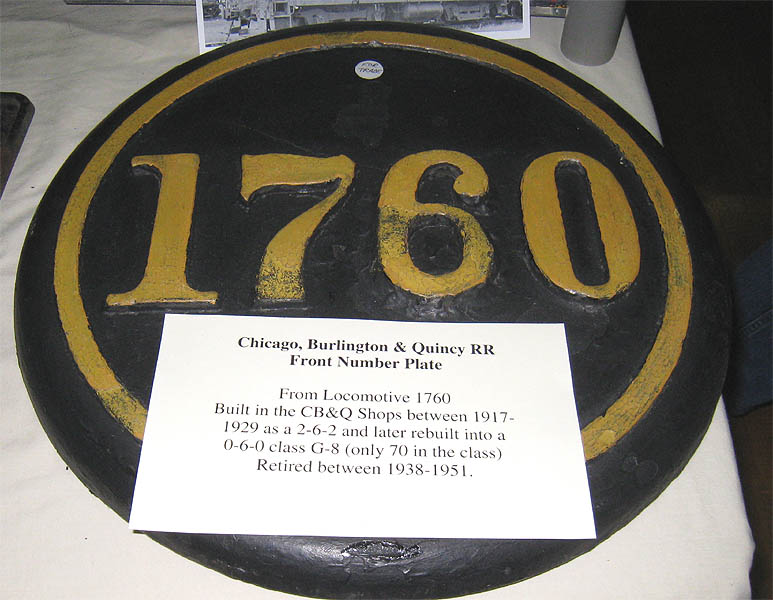 FOR TRADE
1760
Chicago, Burlington & Quincy RR
Front Number Plate
From Locomotive 1760
Built in the CB&Q Shops between 1917-
1929 as a 2-6-2 and later rebuilt into a
0-6-0 class G-8 (only 70 in the class)
Retired between 1938-1951.